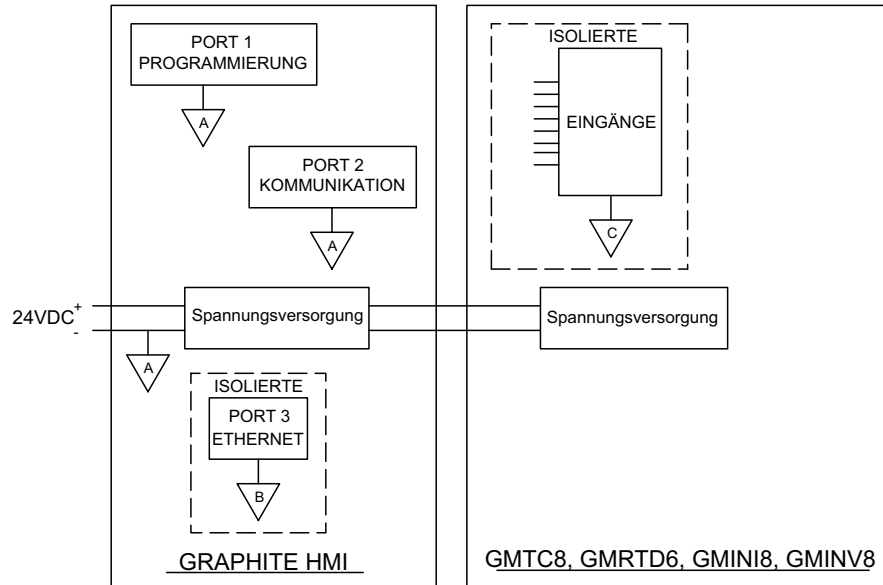 PORT 1
PROGRAMMIERUNG
A
PORT 2
KOMMUNIKATION
A
24VDC
+
-
A
Spannungsversorgung
ISOLIERTE
PORT 3
ETHERNET
B
GRAPHITE HMI
ISOLIERTE
EINGÄNGE
C
Spannungsversorgung
GMTC8, GMRTD6, GMINI8, GMINV8